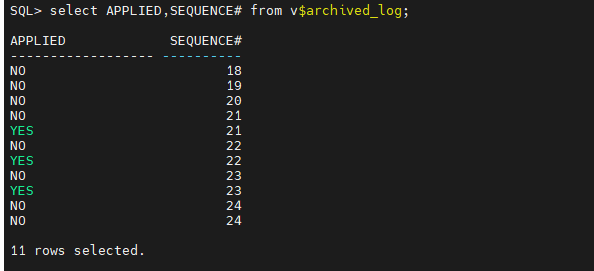 SQL> select APPLIED,SEQUENCE# from v$archived_log;
APPLIED SEQUENCE#
------------------ ----------
NO 18
NO 19
NO 20
NO 21
YES 21
NO 22
YES 22
NO 23
YES 23
NO 24
NO 24
11 rows selected.